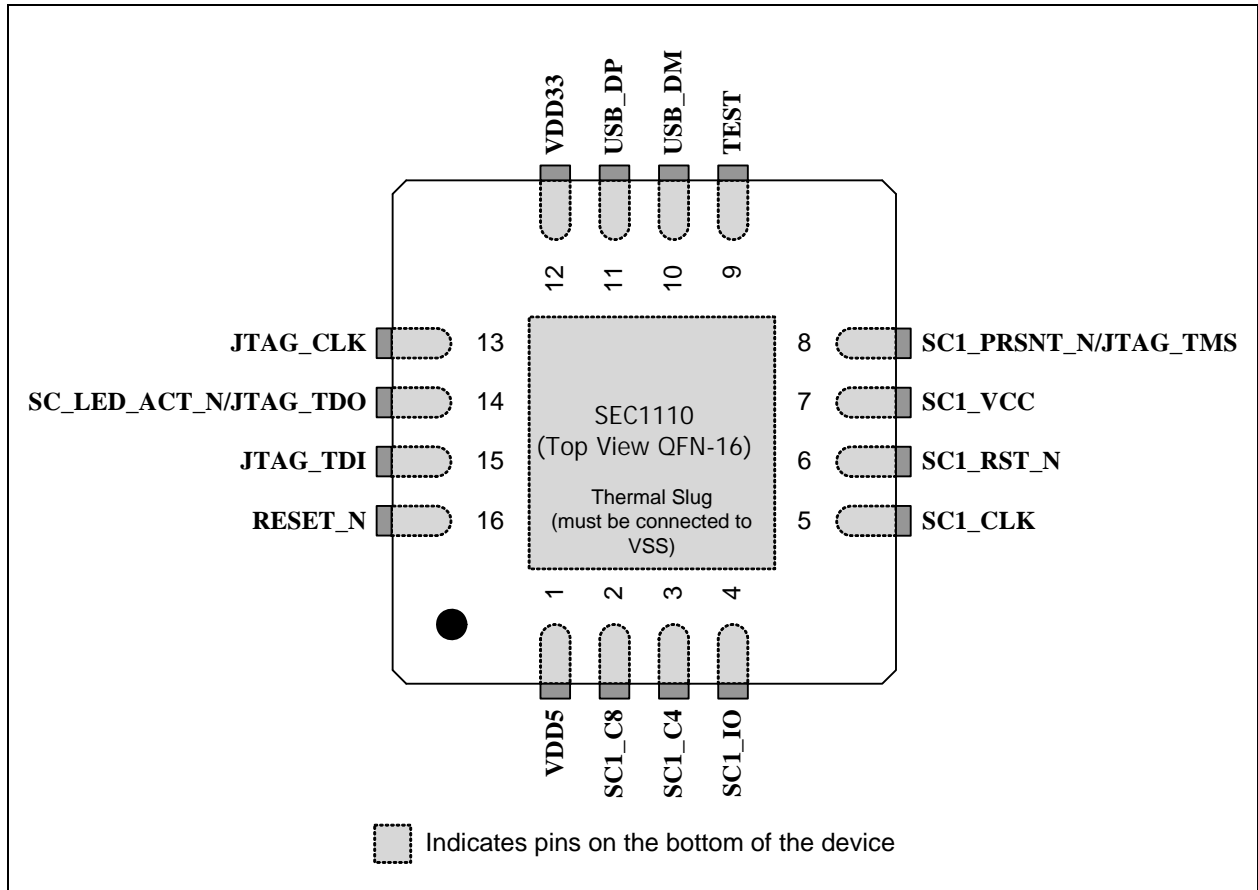 VDD33
USB_DP
USB_DM
TEST
12
11
10
9
JTAG_CLK
13
SC_LED_ACT_N/JTAG_TDO
14
JTAG_TDI
15
RESET_N
16
SEC1110
(Top View QFN-16)
Thermal Slug
(must be connected to
VSS)
8
SC1_PRSNT_N/JTAG_TMS
7
SC1_VCC
6
SC1_RST_N
5
SC1_CLK
1
2
3
4
VDD5
SC1_C8
SC1_C4
SC1_IO
Indicates pins on the bottom of the device